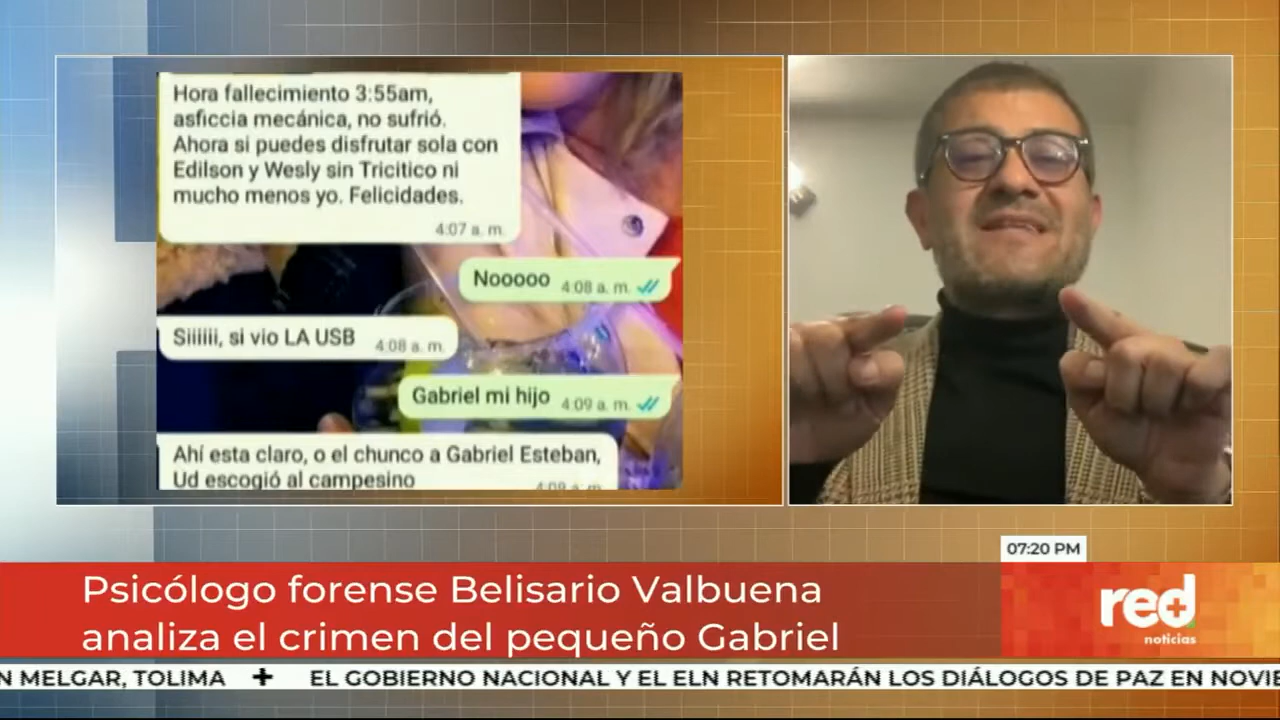 Hora fallecimiento 3:55am,
asficcia mecánica, no sufrió.
Ahora si puedes disfrutar sola con
Edilson y Wesly sin Tricitico ni
mucho menos yo. Felicidades.
4:07 a. m.
Nooooo 4:08 a. m.
Siiiiii, si vio LA USB 4:08 a. m.
Gabriel mi hijo 4:09 a. m.
Ahí esta claro, o el chunco a Gabriel Esteban,
Ud escogió al campesino 4:09 a. m.
07:20 PM
Psicólogo forense Belisario Valbuena
analiza el crimen del pequeño Gabriel
red+
noticias
N MELGAR, TOLIMA + EL GOBIERNO NACIONAL Y EL ELN RETOMARÁN LOS DIÁLOGOS DE PAZ EN NOVIE